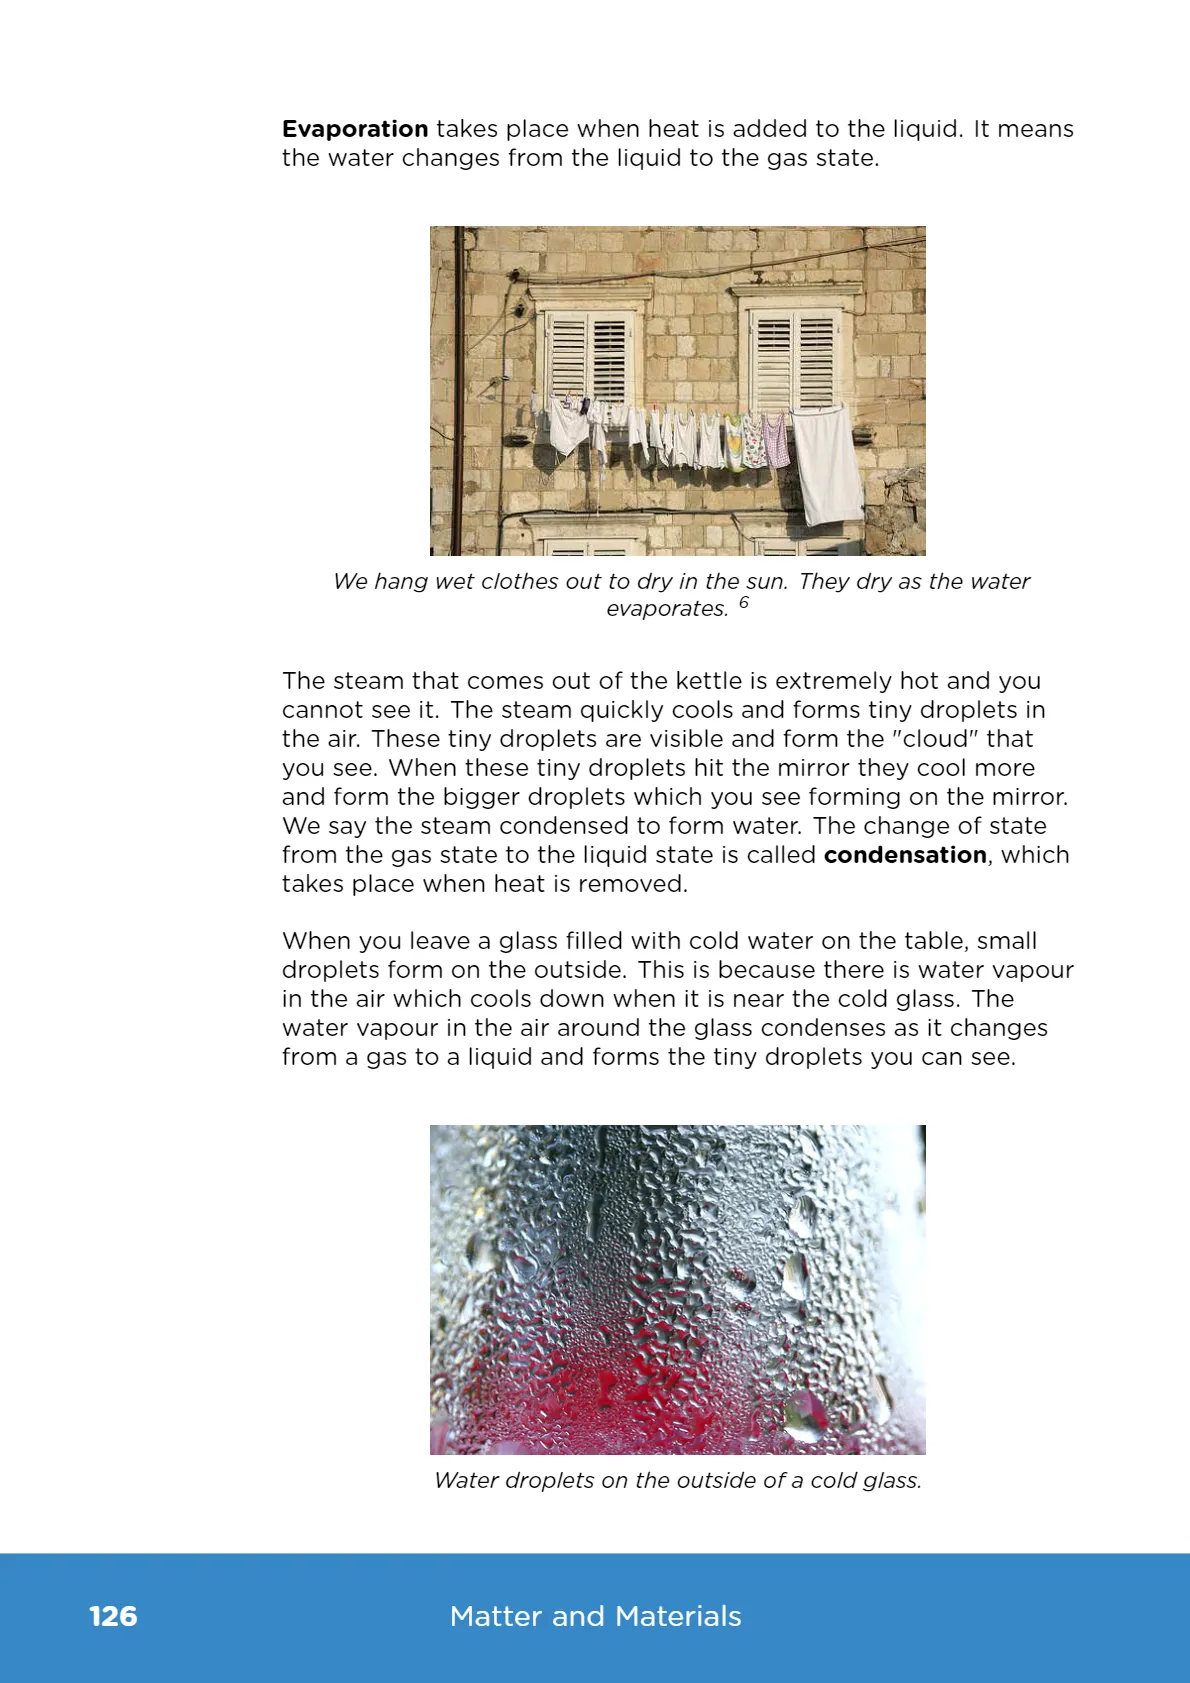 Evaporation takes place when heat is added to the liquid. It means
the water changes from the liquid to the gas state.
We hang wet clothes out to dry in the sun. They dry as the water
evaporates. 6
The steam that comes out of the kettle is extremely hot and you
cannot see it. The steam quickly cools and forms tiny droplets in
the air. These tiny droplets are visible and form the "cloud" that
you see. When these tiny droplets hit the mirror they cool more
and form the bigger droplets which you see forming on the mirror.
We say the steam condensed to form water. The change of state
from the gas state to the liquid state is called condensation, which
takes place when heat is removed.
When you leave a glass filled with cold water on the table, small
droplets form on the outside. This is because there is water vapour
in the air which cools down when it is near the cold glass. The
water vapour in the air around the glass condenses as it changes
from a gas to a liquid and forms the tiny droplets you can see.
Water droplets on the outside of a cold glass.
126 Matter and Materials